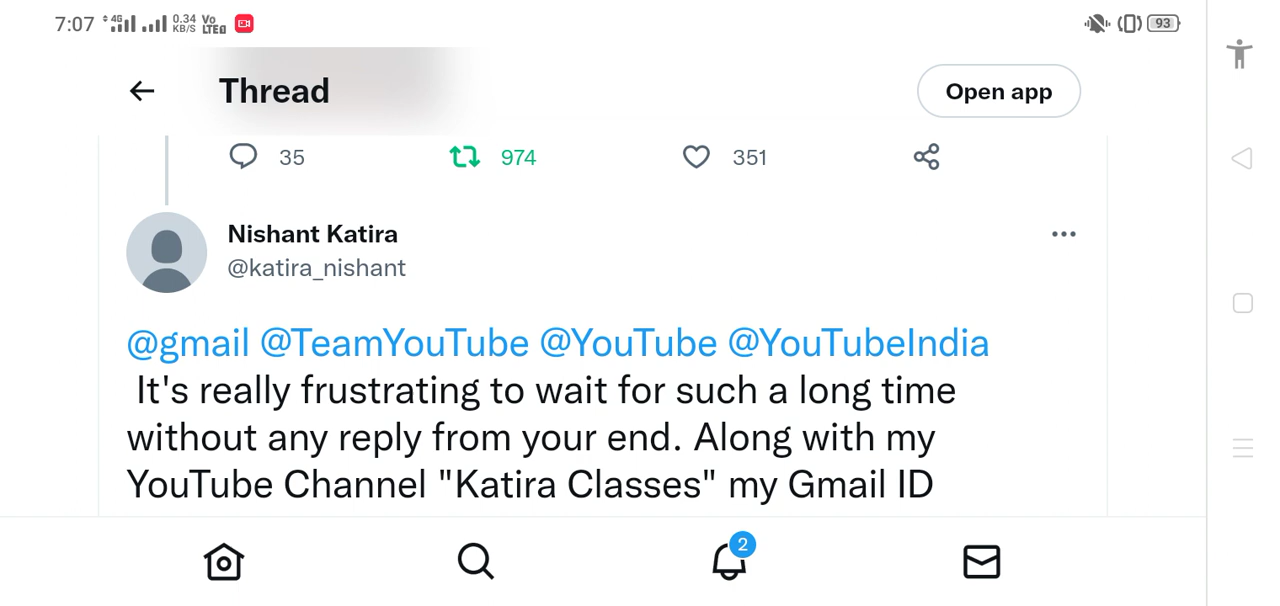 7:07 4G 0.34 KB/S Vo LTE 93
Thread
Open app
35 974 351
Nishant Katira
@katira_nishant
@gmail @TeamYouTube @YouTube @YouTubeIndia
It's really frustrating to wait for such a long time
without any reply from your end. Along with my
YouTube Channel "Katira Classes" my Gmail ID
2